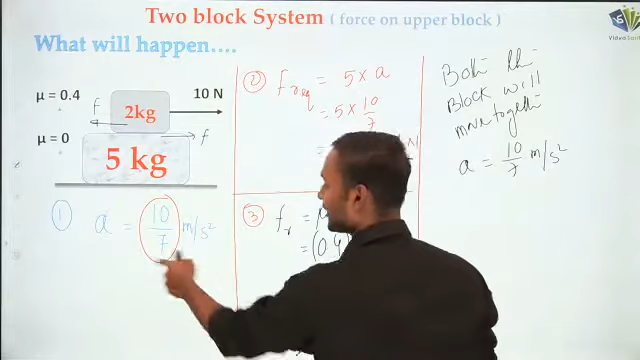 Two block System ( force on upper block )
What will happen....
μ = 0.4
f
2kg
10 N
μ = 0
f
5 kg
① a = 10/7 m/s²
② f req = 5 × a
= 5 × 10/7
=
N
③ fr = μ
= (0.4
Both the
Block will
move together
a = 10/7 m/s²